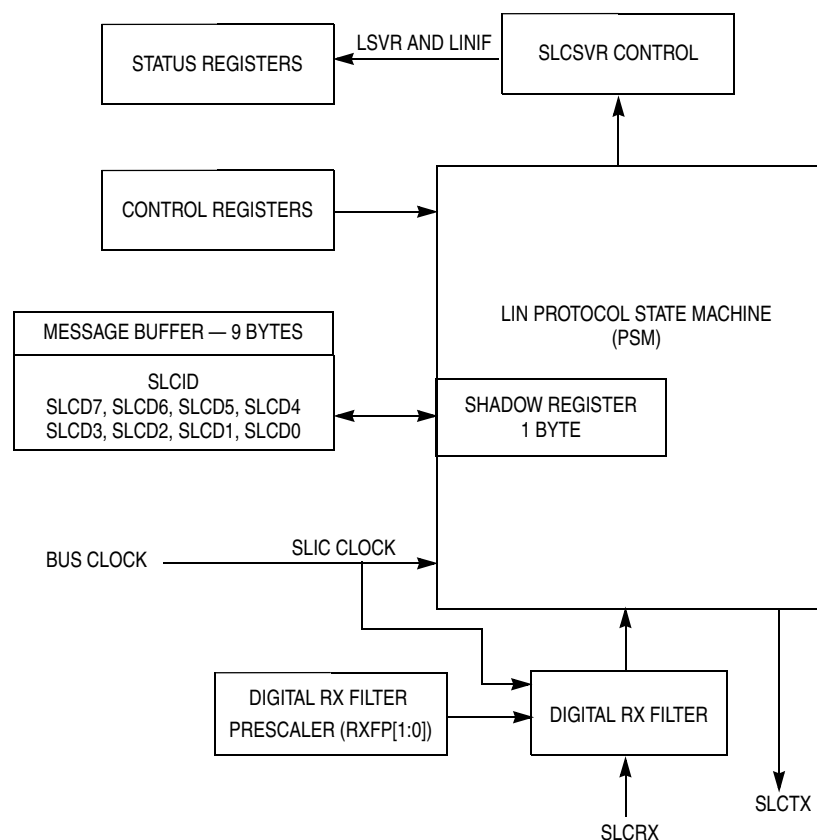 LSVR AND LINIF
STATUS REGISTERS
SLCSVR CONTROL
CONTROL REGISTERS
LIN PROTOCOL STATE MACHINE
(PSM)
MESSAGE BUFFER — 9 BYTES
SLCID
SLCD7, SLCD6, SLCD5, SLCD4
SLCD3, SLCD2, SLCD1, SLCD0
SHADOW REGISTER
1 BYTE
BUS CLOCK
SLIC CLOCK
DIGITAL RX FILTER
PRESCALER (RXFP[1:0])
DIGITAL RX FILTER
SLCTX
SLCRX